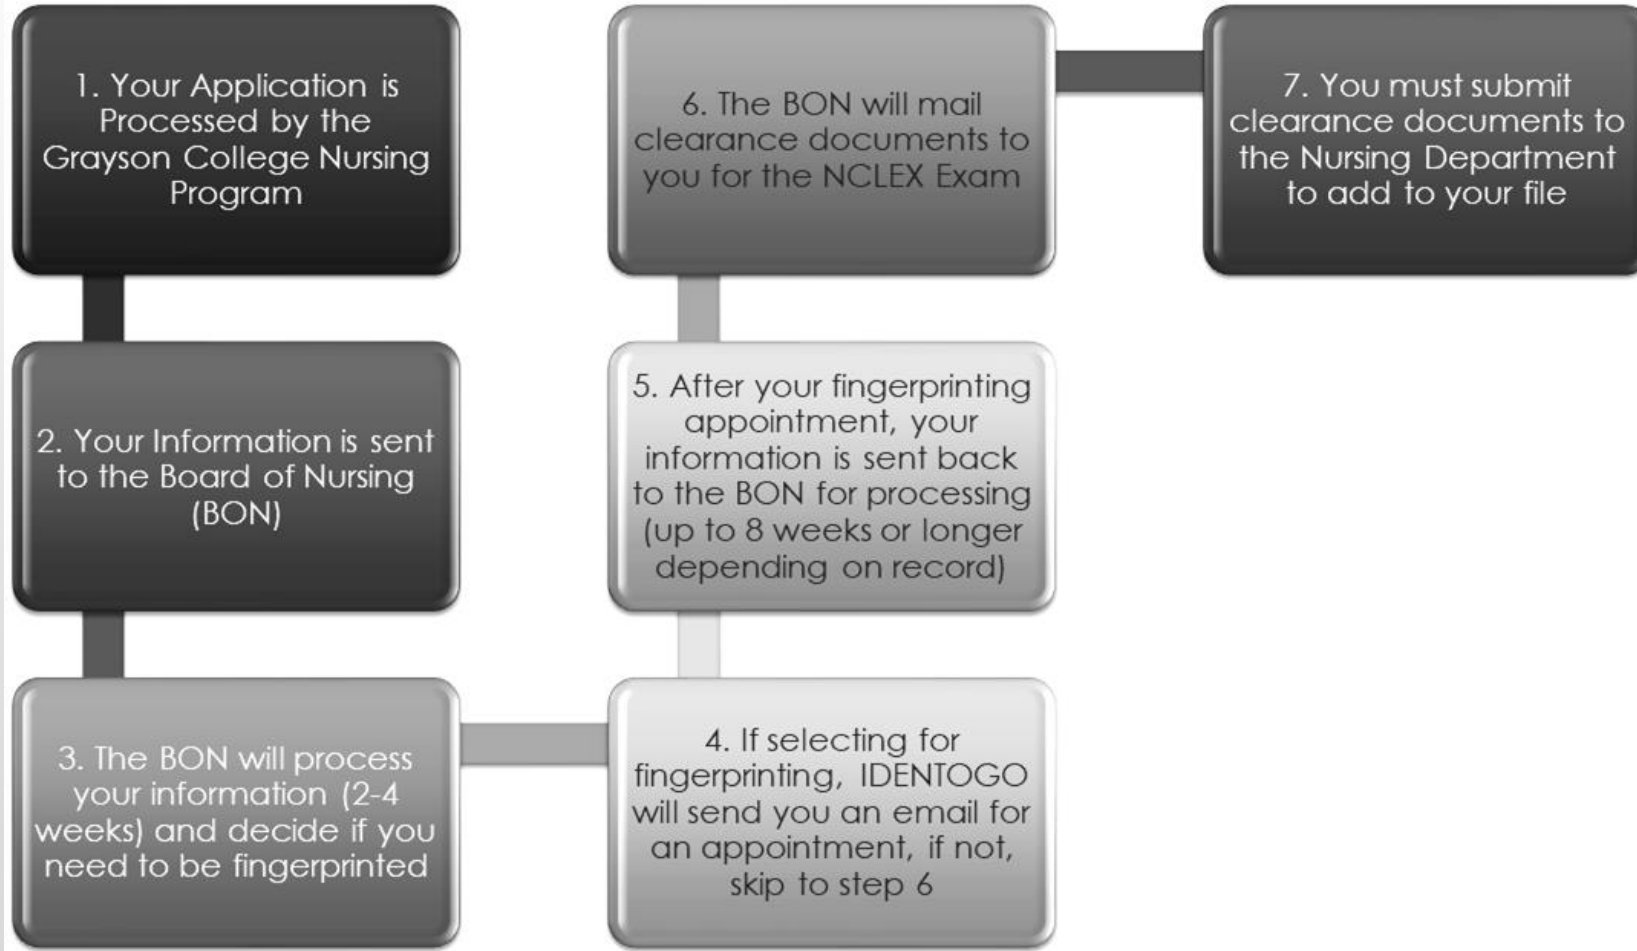 1. Your Application is
Processed by the
Grayson College Nursing
Program
2. Your Information is sent
to the Board of Nursing
(BON)
3. The BON will process
your information (2-4
weeks) and decide if you
need to be fingerprinted
4. If selecting for
fingerprinting, IDENTOGO
will send you an email for
an appointment, if not,
skip to step 6
5. After your fingerprinting
appointment, your
information is sent back
to the BON for processing
(up to 8 weeks or longer
depending on record)
6. The BON will mail
clearance documents to
you for the NCLEX Exam
7. You must submit
clearance documents to
the Nursing Department
to add to your file